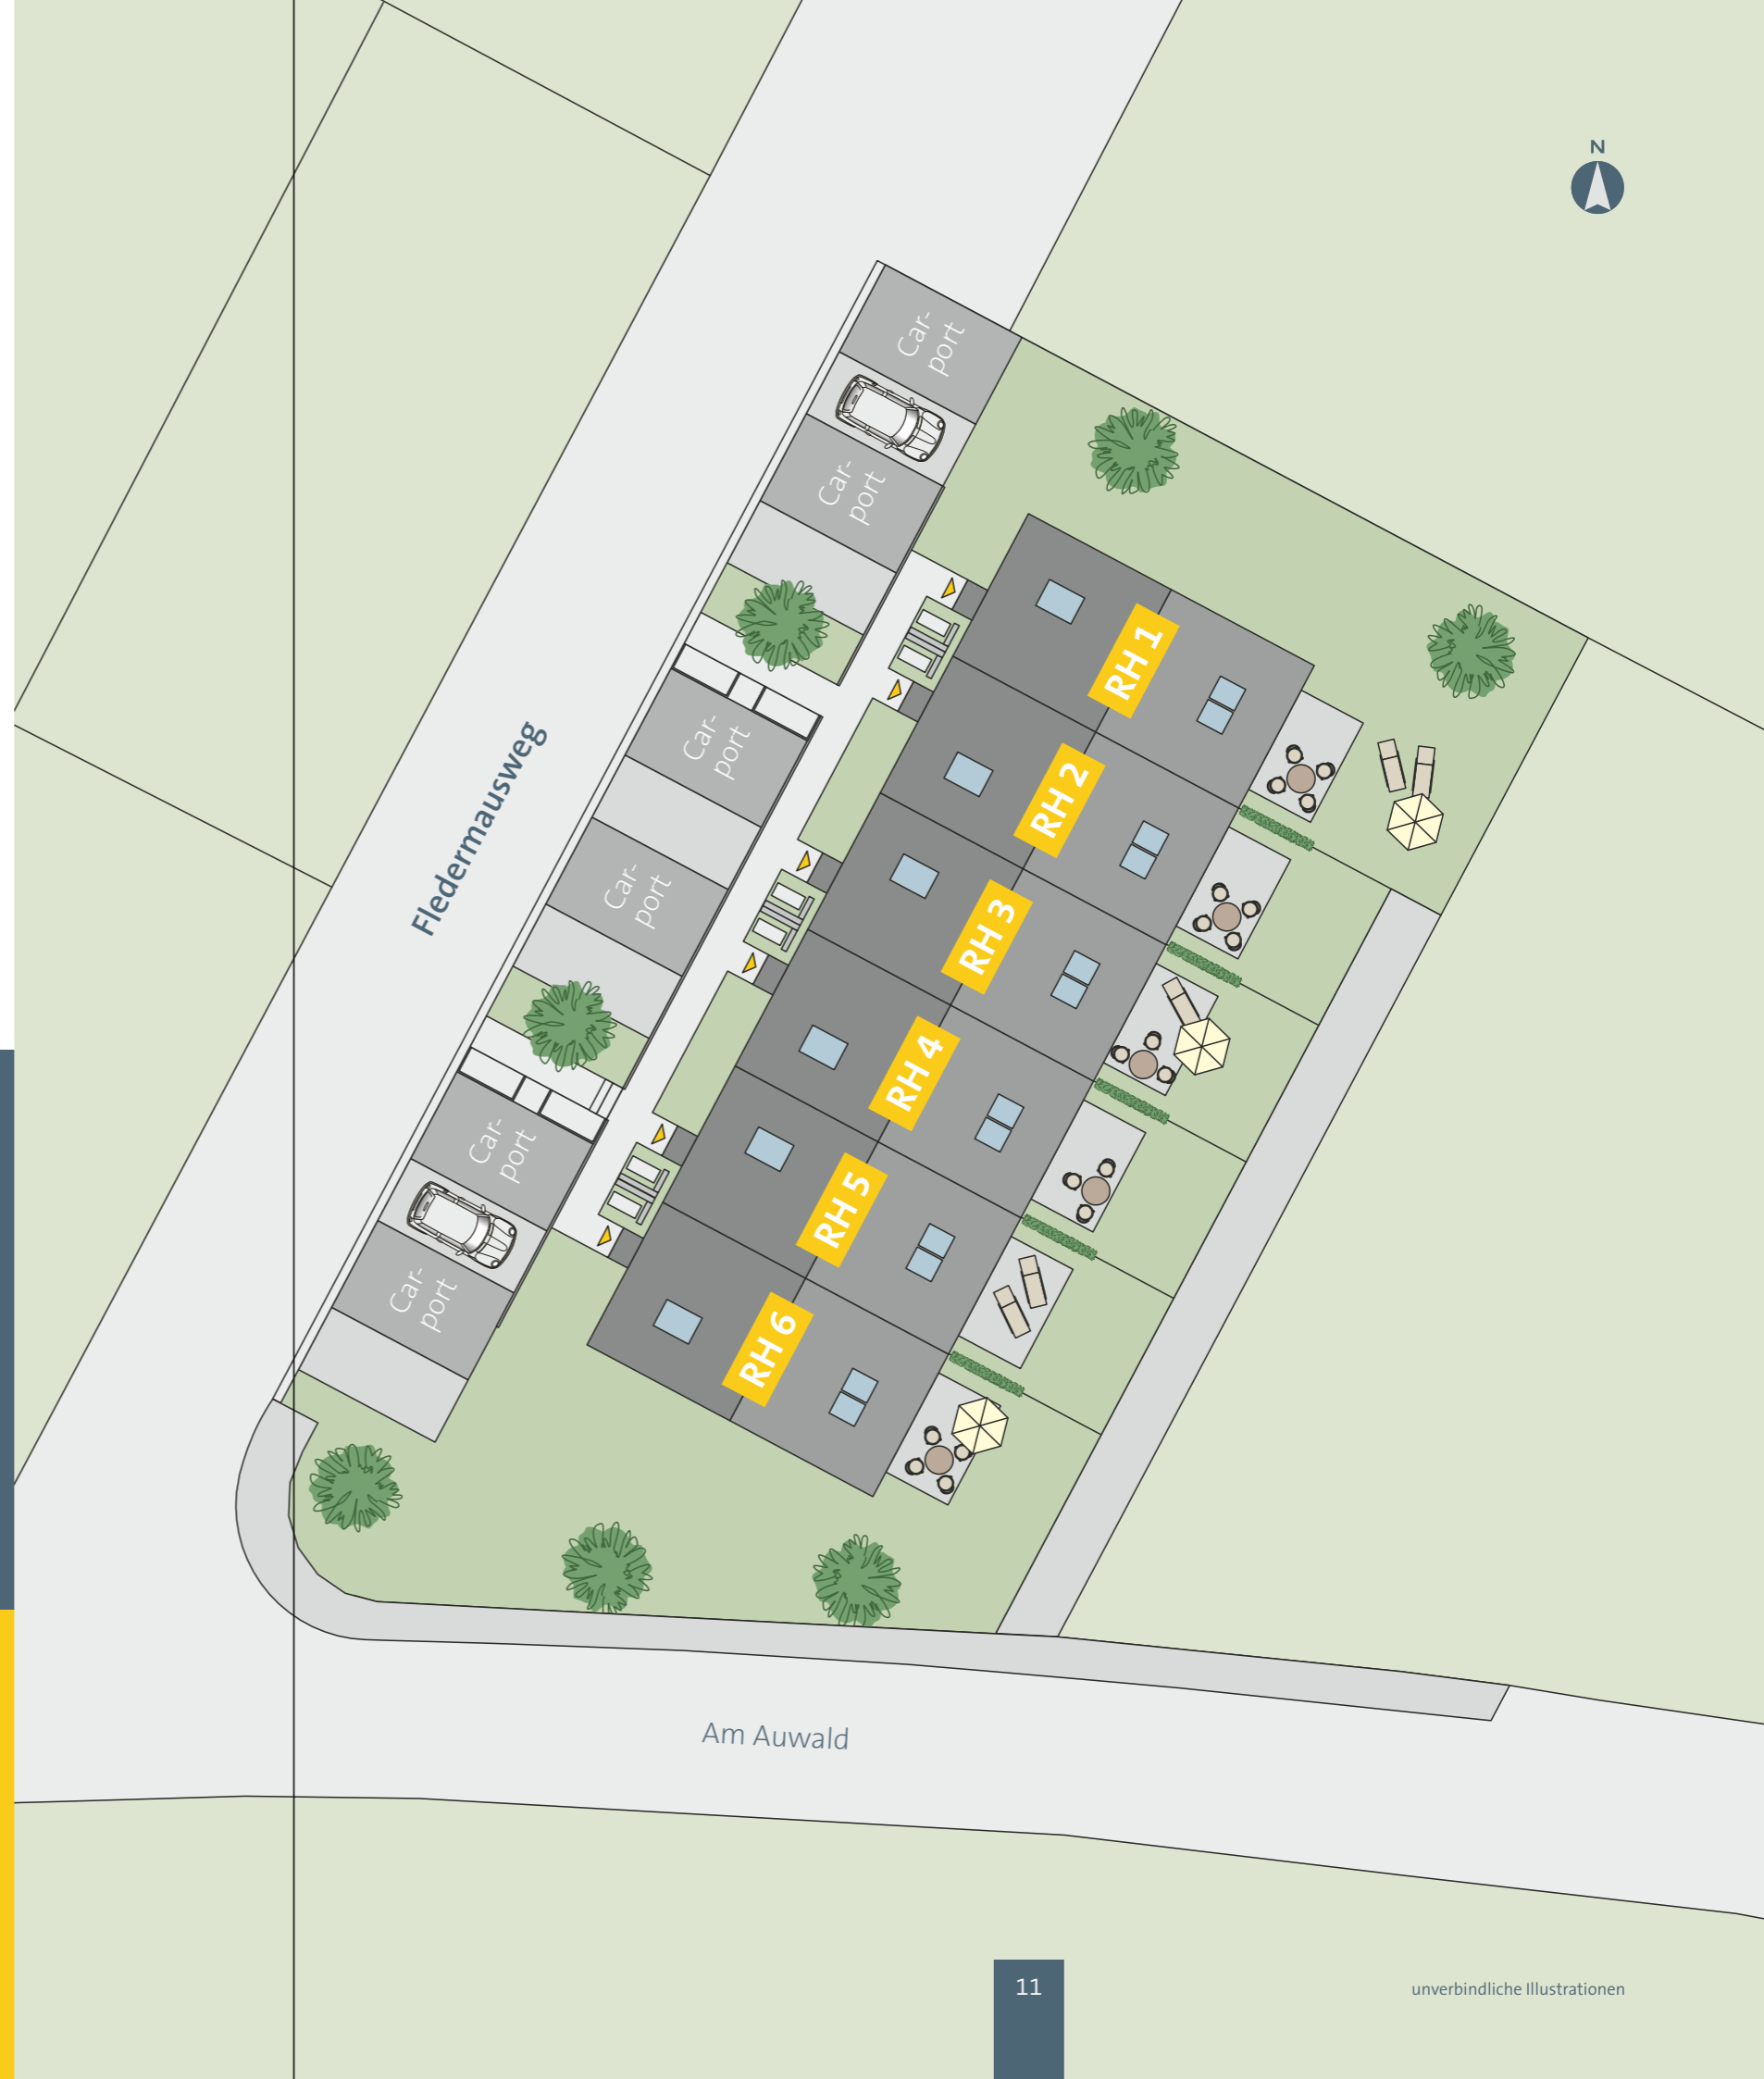 N
Car-
port
Car-
port
RH 1
Car-
port
RH 2
Fledermausweg
Car-
port
RH 3
RH 4
Car-
port
RH 5
Car-
port
RH 6
Am Auwald
11
unverbindliche Illustrationen